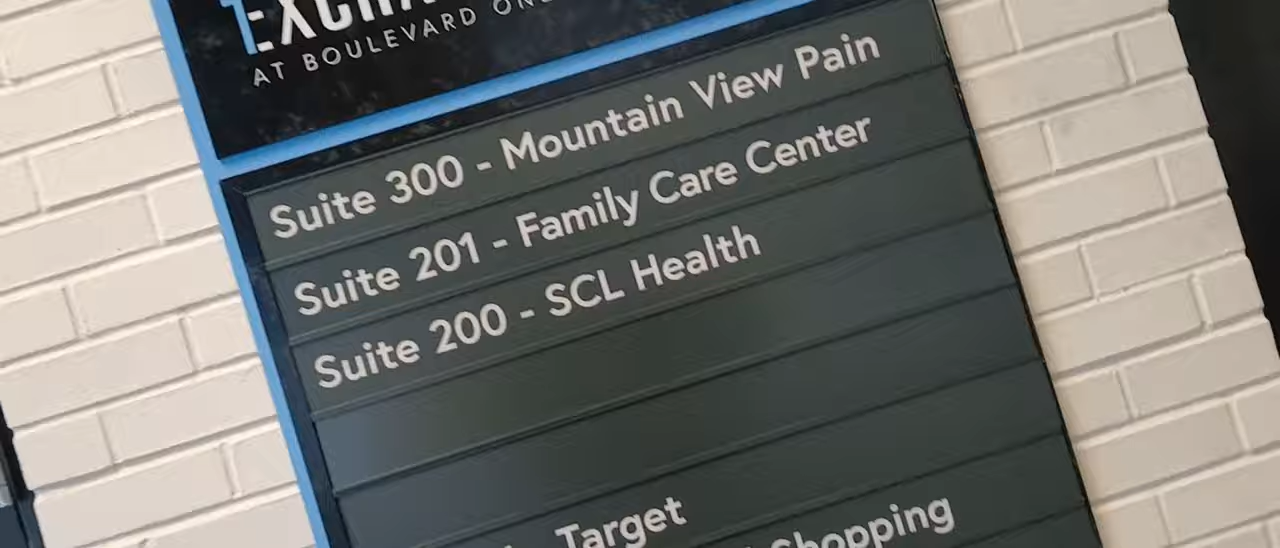 AT BOULEVARD ONE
Suite 300 - Mountain View Pain
Suite 201 - Family Care Center
Suite 200 - SCL Health
Target
Shopping